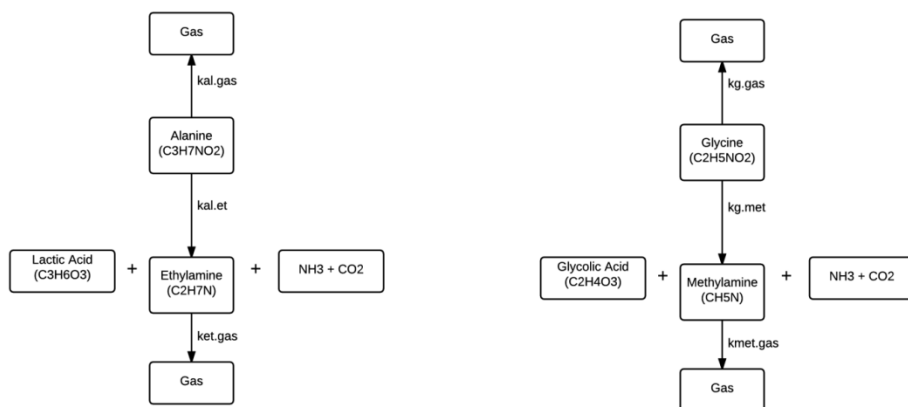 Gas
kal.gas
Alanine
(C3H7NO2)
kal.et
Lactic Acid
(C3H6O3)
+
Ethylamine
(C2H7N)
+
NH3 + CO2
ket.gas
Gas
Gas
kg.gas
Glycine
(C2H5NO2)
kg.met
Glycolic Acid
(C2H4O3)
+
Methylamine
(CH5N)
+
NH3 + CO2
kmet.gas
Gas